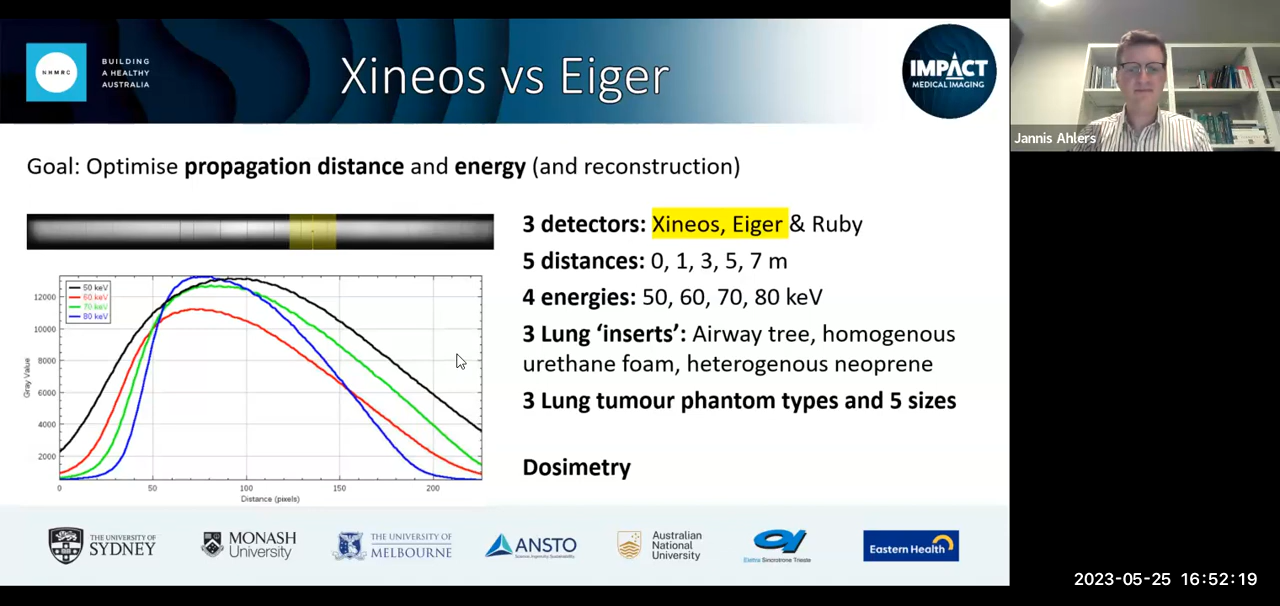 NHMRC
BUILDING
A HEALTHY
AUSTRALIA
Xineos vs Eiger
IMPACT
MEDICAL IMAGING
Jannis Ahlers
Goal: Optimise propagation distance and energy (and reconstruction)
3 detectors: Xineos, Eiger & Ruby
5 distances: 0, 1, 3, 5, 7 m
4 energies: 50, 60, 70, 80 keV
3 Lung ‘inserts’: Airway tree, homogenous
urethane foam, heterogenous neoprene
3 Lung tumour phantom types and 5 sizes
Dosimetry
50 keV
60 keV
70 keV
80 keV
12000
10000
8000
6000
4000
2000
Gray Value
0 50 100 150 200
Distance (pixels)
THE UNIVERSITY OF
SYDNEY
MONASH
University
THE UNIVERSITY OF
MELBOURNE
ANSTO
Science. Ingenuity. Sustainability.
Australian
National
University
Elettra Sincrotrone Trieste
Eastern Health
2023-05-25 16:52:19